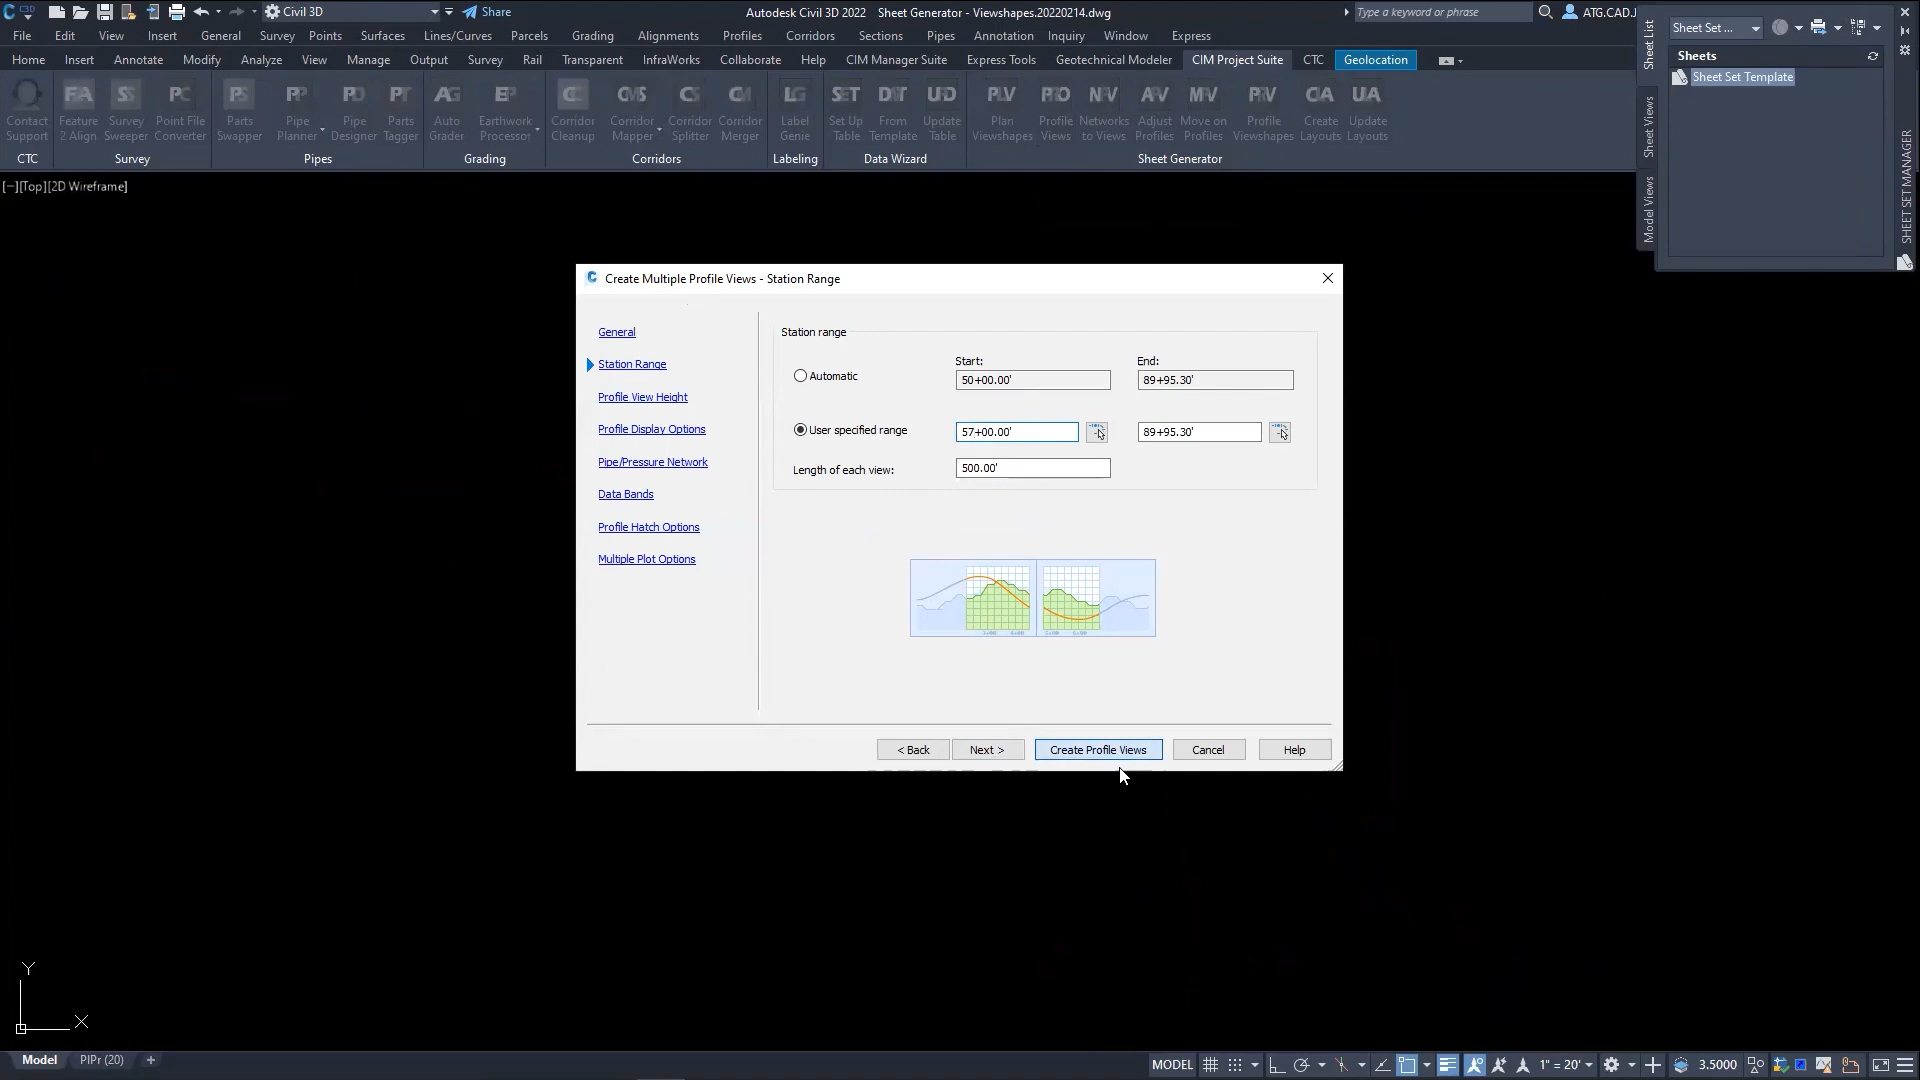 Civil 3D
Share
Autodesk Civil 3D 2022 Sheet Generator - Viewshapes.20220214.dwg
Type a keyword or phrase
ATG.CAD.J
File Edit View Insert General Survey Points Surfaces Lines/Curves Parcels Grading Alignments Profiles Corridors Sections Pipes Annotation Inquiry Window Express
Home Insert Annotate Modify Analyze View Manage Output Survey Rail Transparent InfraWorks Collaborate Help CIM Manager Suite Express Tools Geotechnical Modeler CIM Project Suite CTC Geolocation
Contact Support
Feature 2 Align
Survey Sweeper
Point File Converter
Parts Swapper
Pipe Planner
Pipe Designer
Parts Tagger
Auto Grader
Earthwork Processor
Corridor Cleanup
Corridor Mapper
Corridor Splitter
Corridor Merger
Label Genie
Set Up Table
From Template
Update Table
Plan Viewshapes
Profile Views
Networks to Views
Adjust Profiles
Move on Profiles
Profile Viewshapes
Create Layouts
Update Layouts
CTC Survey Pipes Grading Corridors Labeling Data Wizard Sheet Generator
Sheet Set ...
Sheets
Sheet Set Template
Sheet List
Sheet Views
Model Views
SHEET SET MANAGER
[−][Top][2D Wireframe]
Create Multiple Profile Views - Station Range
General
Station Range
Profile View Height
Profile Display Options
Pipe/Pressure Network
Data Bands
Profile Hatch Options
Multiple Plot Options
Station range
Start: End:
Automatic 50+00.00' 89+95.30'
User specified range 57+00.00' 89+95.30'
Length of each view: 500.00'
< Back Next > Create Profile Views Cancel Help
Y
X
Model PIPr (20) +
MODEL 1" = 20' 3.5000